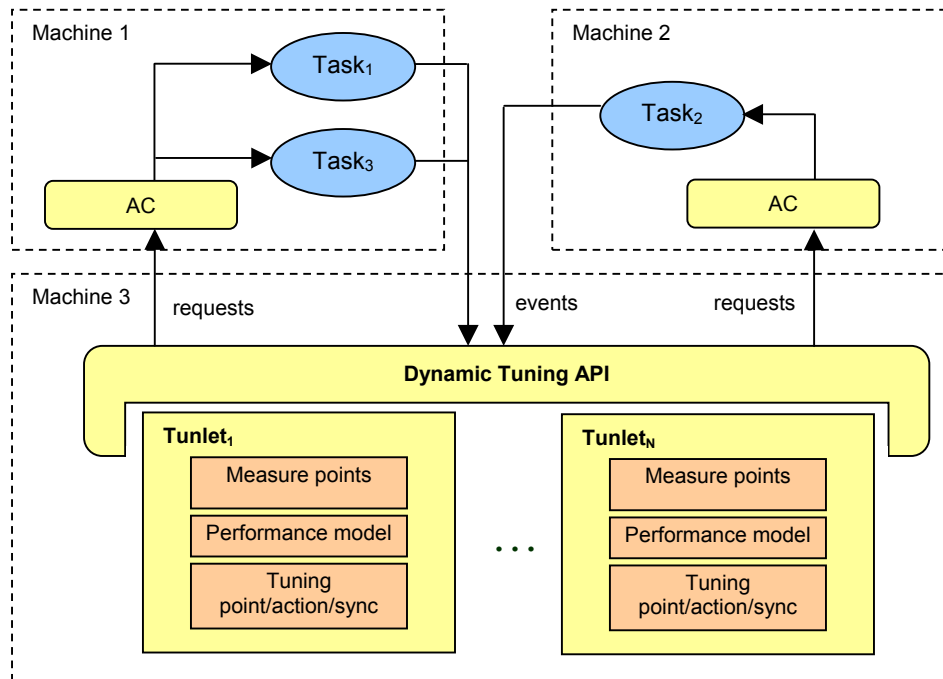 Machine 1
Machine 2
Task1
Task2
Task3
AC
AC
Machine 3
requests
events
requests
Dynamic Tuning API
Tunlet1
Measure points
Performance model
Tuning
point/action/sync
...
TunletN
Measure points
Performance model
Tuning
point/action/sync